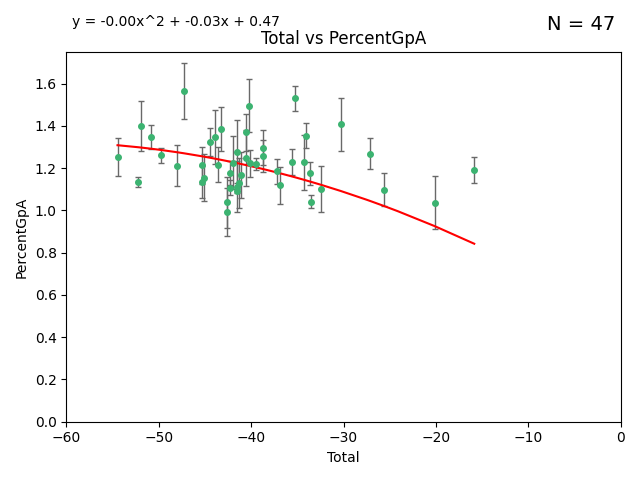 y = -0.00x^2 + -0.03x + 0.47
N = 47
Total vs PercentGpA
PercentGpA
1.6
1.4
1.2
1.0
0.8
0.6
0.4
0.2
0.0
−60 −50 −40 −30 −20 −10 0
Total